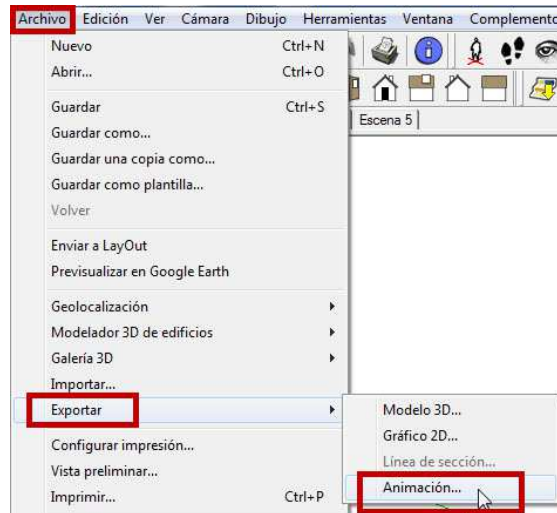 Archivo Edición Ver Cámara Dibujo Herramientas Ventana Complemento
Nuevo Ctrl+N
Abrir... Ctrl+O
Guardar Ctrl+S
Escena 5
Guardar como...
Guardar una copia como...
Guardar como plantilla...
Volver
Enviar a LayOut
Previsualizar en Google Earth
Geolocalización
Modelador 3D de edificios
Galería 3D
Importar...
Exportar
Modelo 3D...
Gráfico 2D...
Línea de sección...
Animación...
Configurar impresión...
Vista preliminar...
Imprimir... Ctrl+P